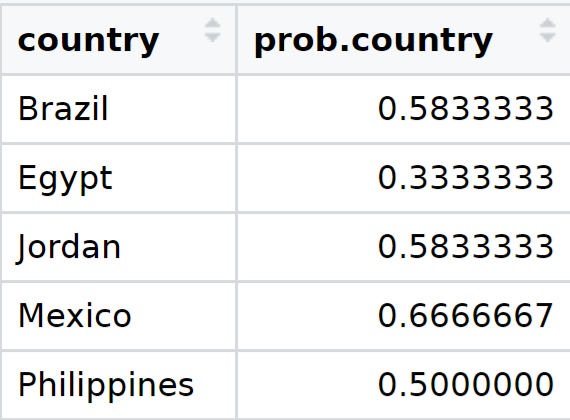 country prob.country
Brazil 0.5833333
Egypt 0.3333333
Jordan 0.5833333
Mexico 0.6666667
Philippines 0.5000000